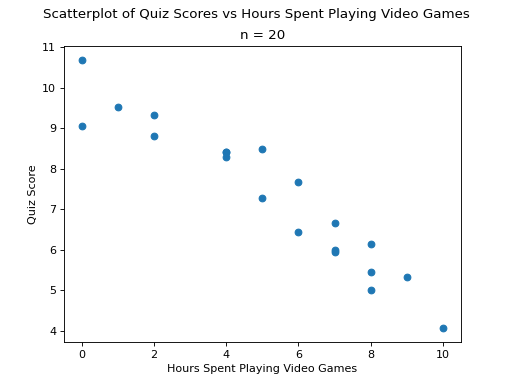 Scatterplot of Quiz Scores vs Hours Spent Playing Video Games
n = 20
11
10
9
8
7
6
5
4
Quiz Score
0 2 4 6 8 10
Hours Spent Playing Video Games